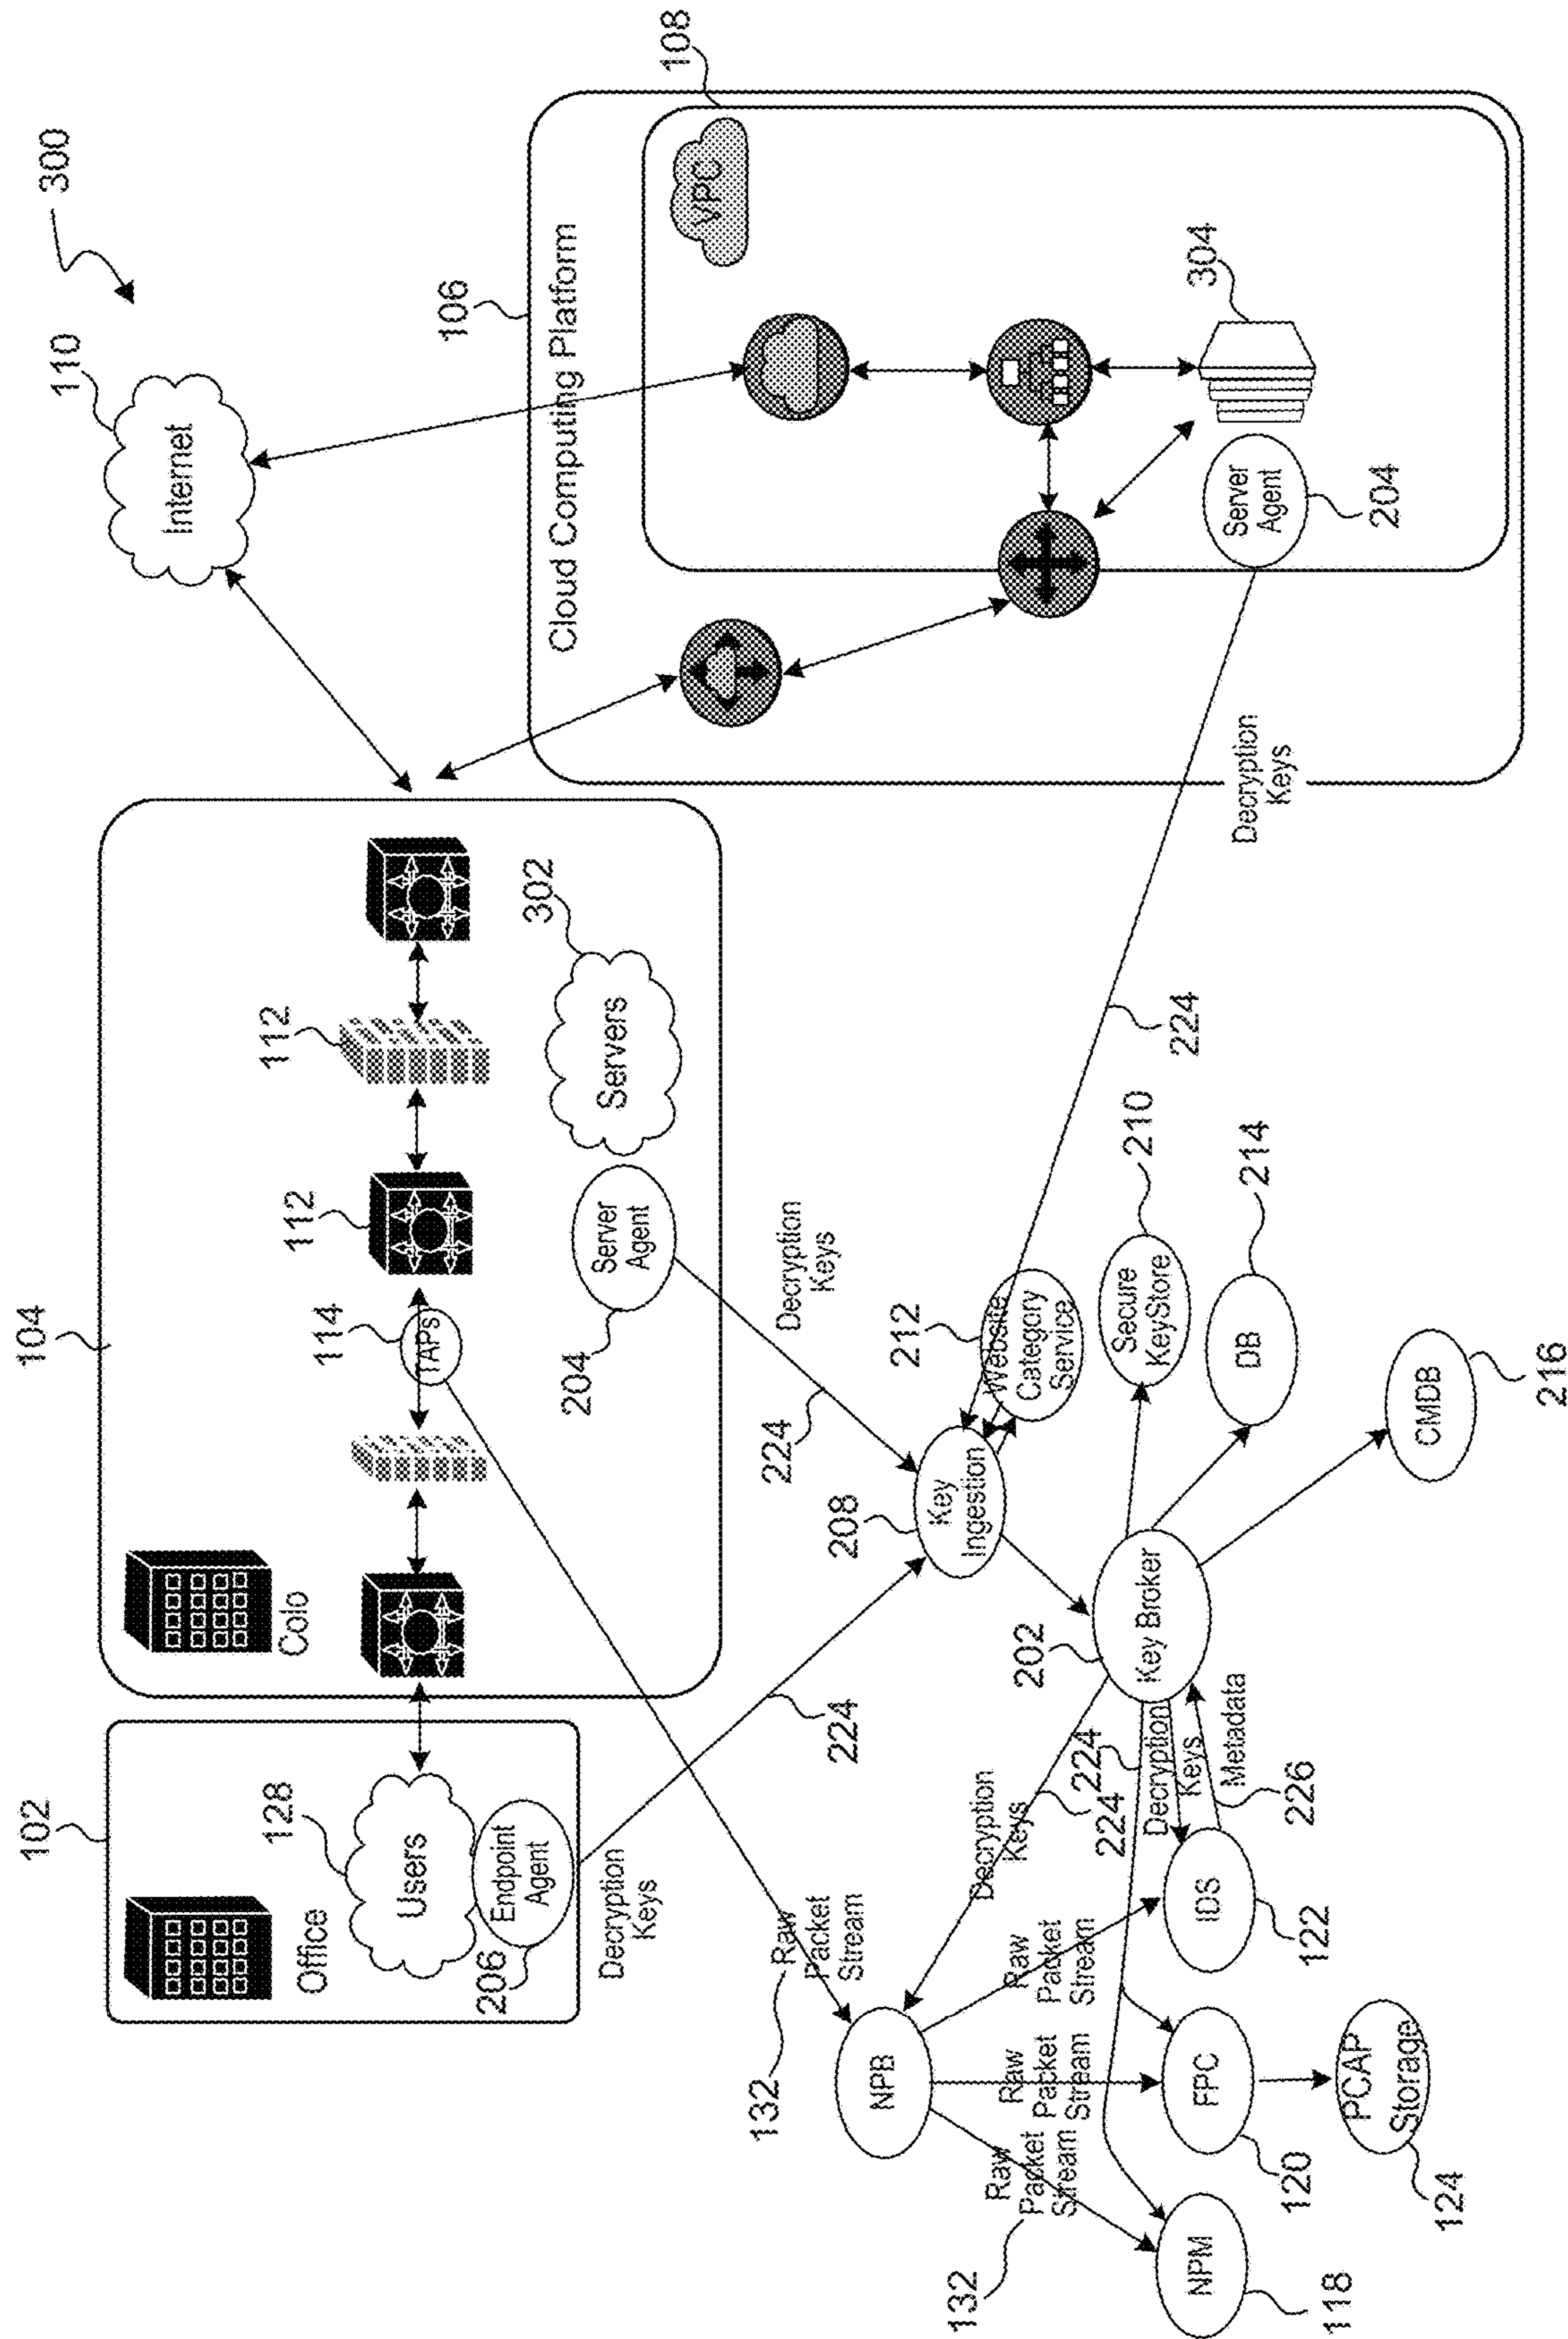 300
110
Internet
102
Office
128
Users
206
Endpoint
Agent
104
Colo
114
TAPs
112
112
204
Server
Agent
302
Servers
106
Cloud Computing Platform
108
VPC
304
Server
Agent
204
Decryption
Keys
224
Decryption
Keys
224
Decryption
Keys
224
208
Key
Ingestion
212
Website
Category
Service
Secure
KeyStore
210
DB
214
CMDB
216
202
Key Broker
132
Raw
Packet
Stream
NPB
Decryption
Keys
224
224
Decryption
Keys
Metadata
226
Raw
Packet
Stream
Raw
Packet
Stream
Raw
Packet
Stream
132
NPM
118
FPC
120
IDS
122
PCAP
Storage
124